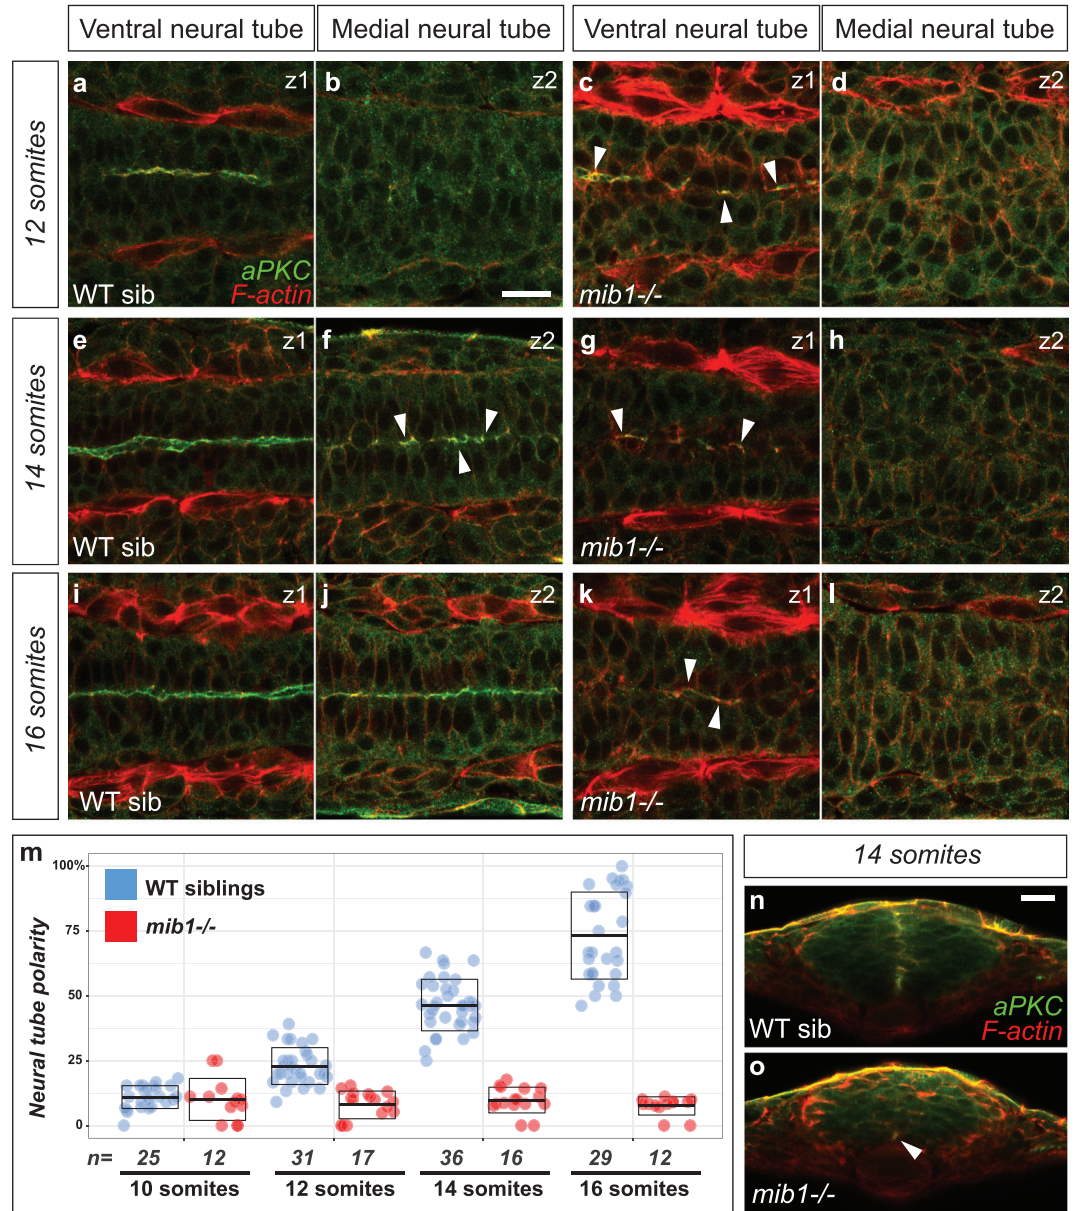 Ventral neural tube Medial neural tube Ventral neural tube Medial neural tube
12 somites
a z1 b z2 c z1 d z2
aPKC
WT sib F-actin mib1-/-
14 somites
e z1 f z2 g z1 h z2
WT sib mib1-/-
16 somites
i z1 j z2 k z1 l z2
WT sib mib1-/-
m
Neural tube polarity
100%
75
50
25
0
WT siblings
mib1-/-
n= 25 12 31 17 36 16 29 12
10 somites 12 somites 14 somites 16 somites
14 somites
n
aPKC
WT sib F-actin
o
mib1-/-